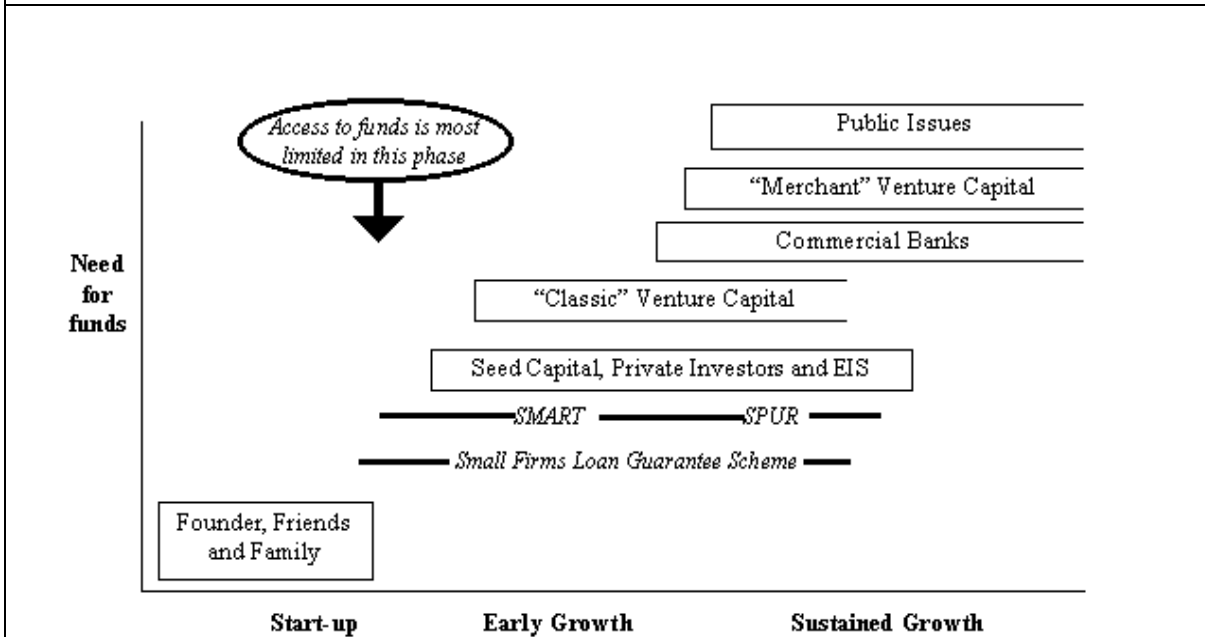 Access to funds is most
limited in this phase
Public Issues
“Merchant” Venture Capital
Commercial Banks
Need
for
funds
“Classic” Venture Capital
Seed Capital, Private Investors and EIS
SMART SPUR
Small Firms Loan Guarantee Scheme
Founder, Friends
and Family
Start-up Early Growth Sustained Growth